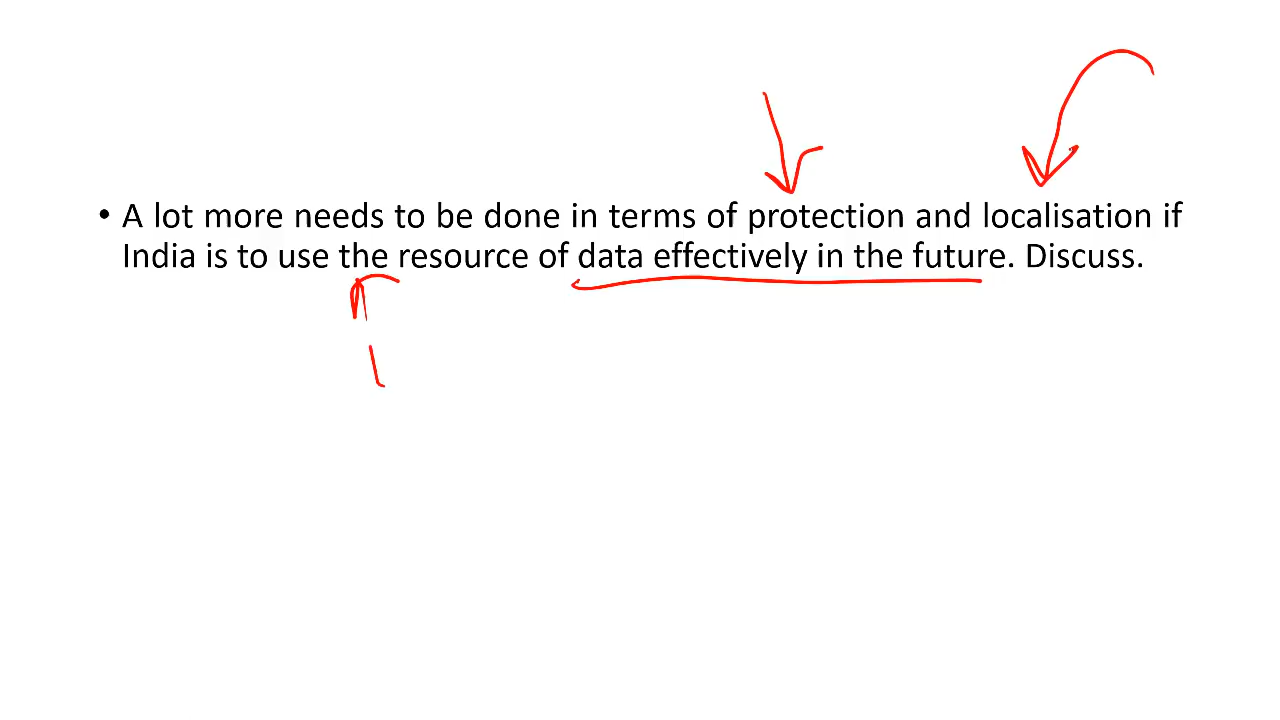 • A lot more needs to be done in terms of protection and localisation if
India is to use the resource of data effectively in the future. Discuss.